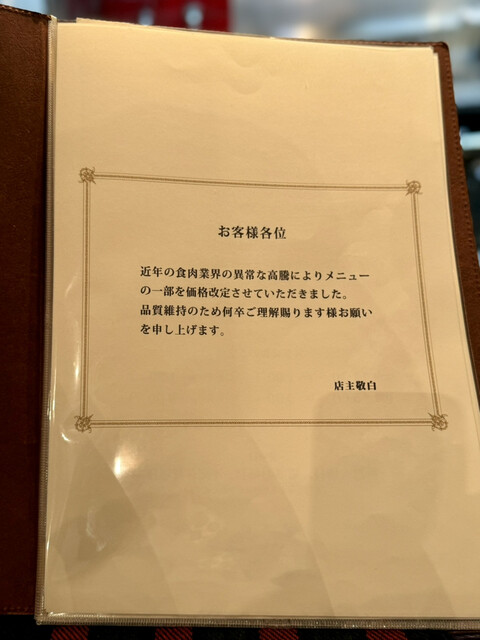 お客様各位
近年の食肉業界の異常な高騰によりメニュー
の一部を価格改定させていただきました。
品質維持のため何卒ご理解賜ります様お願い
を申し上げます。
店主敬白